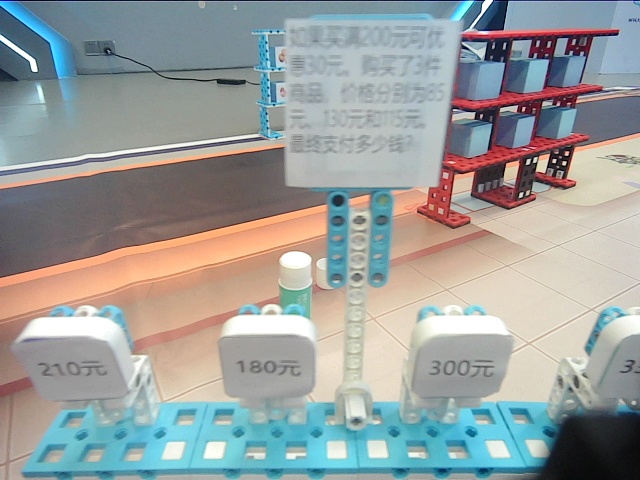 如果买满200元可优
惠30元，购买了3件
商品，价格分别为85
元、130元和115元，
最终支付多少钱？
210元
180元
300元